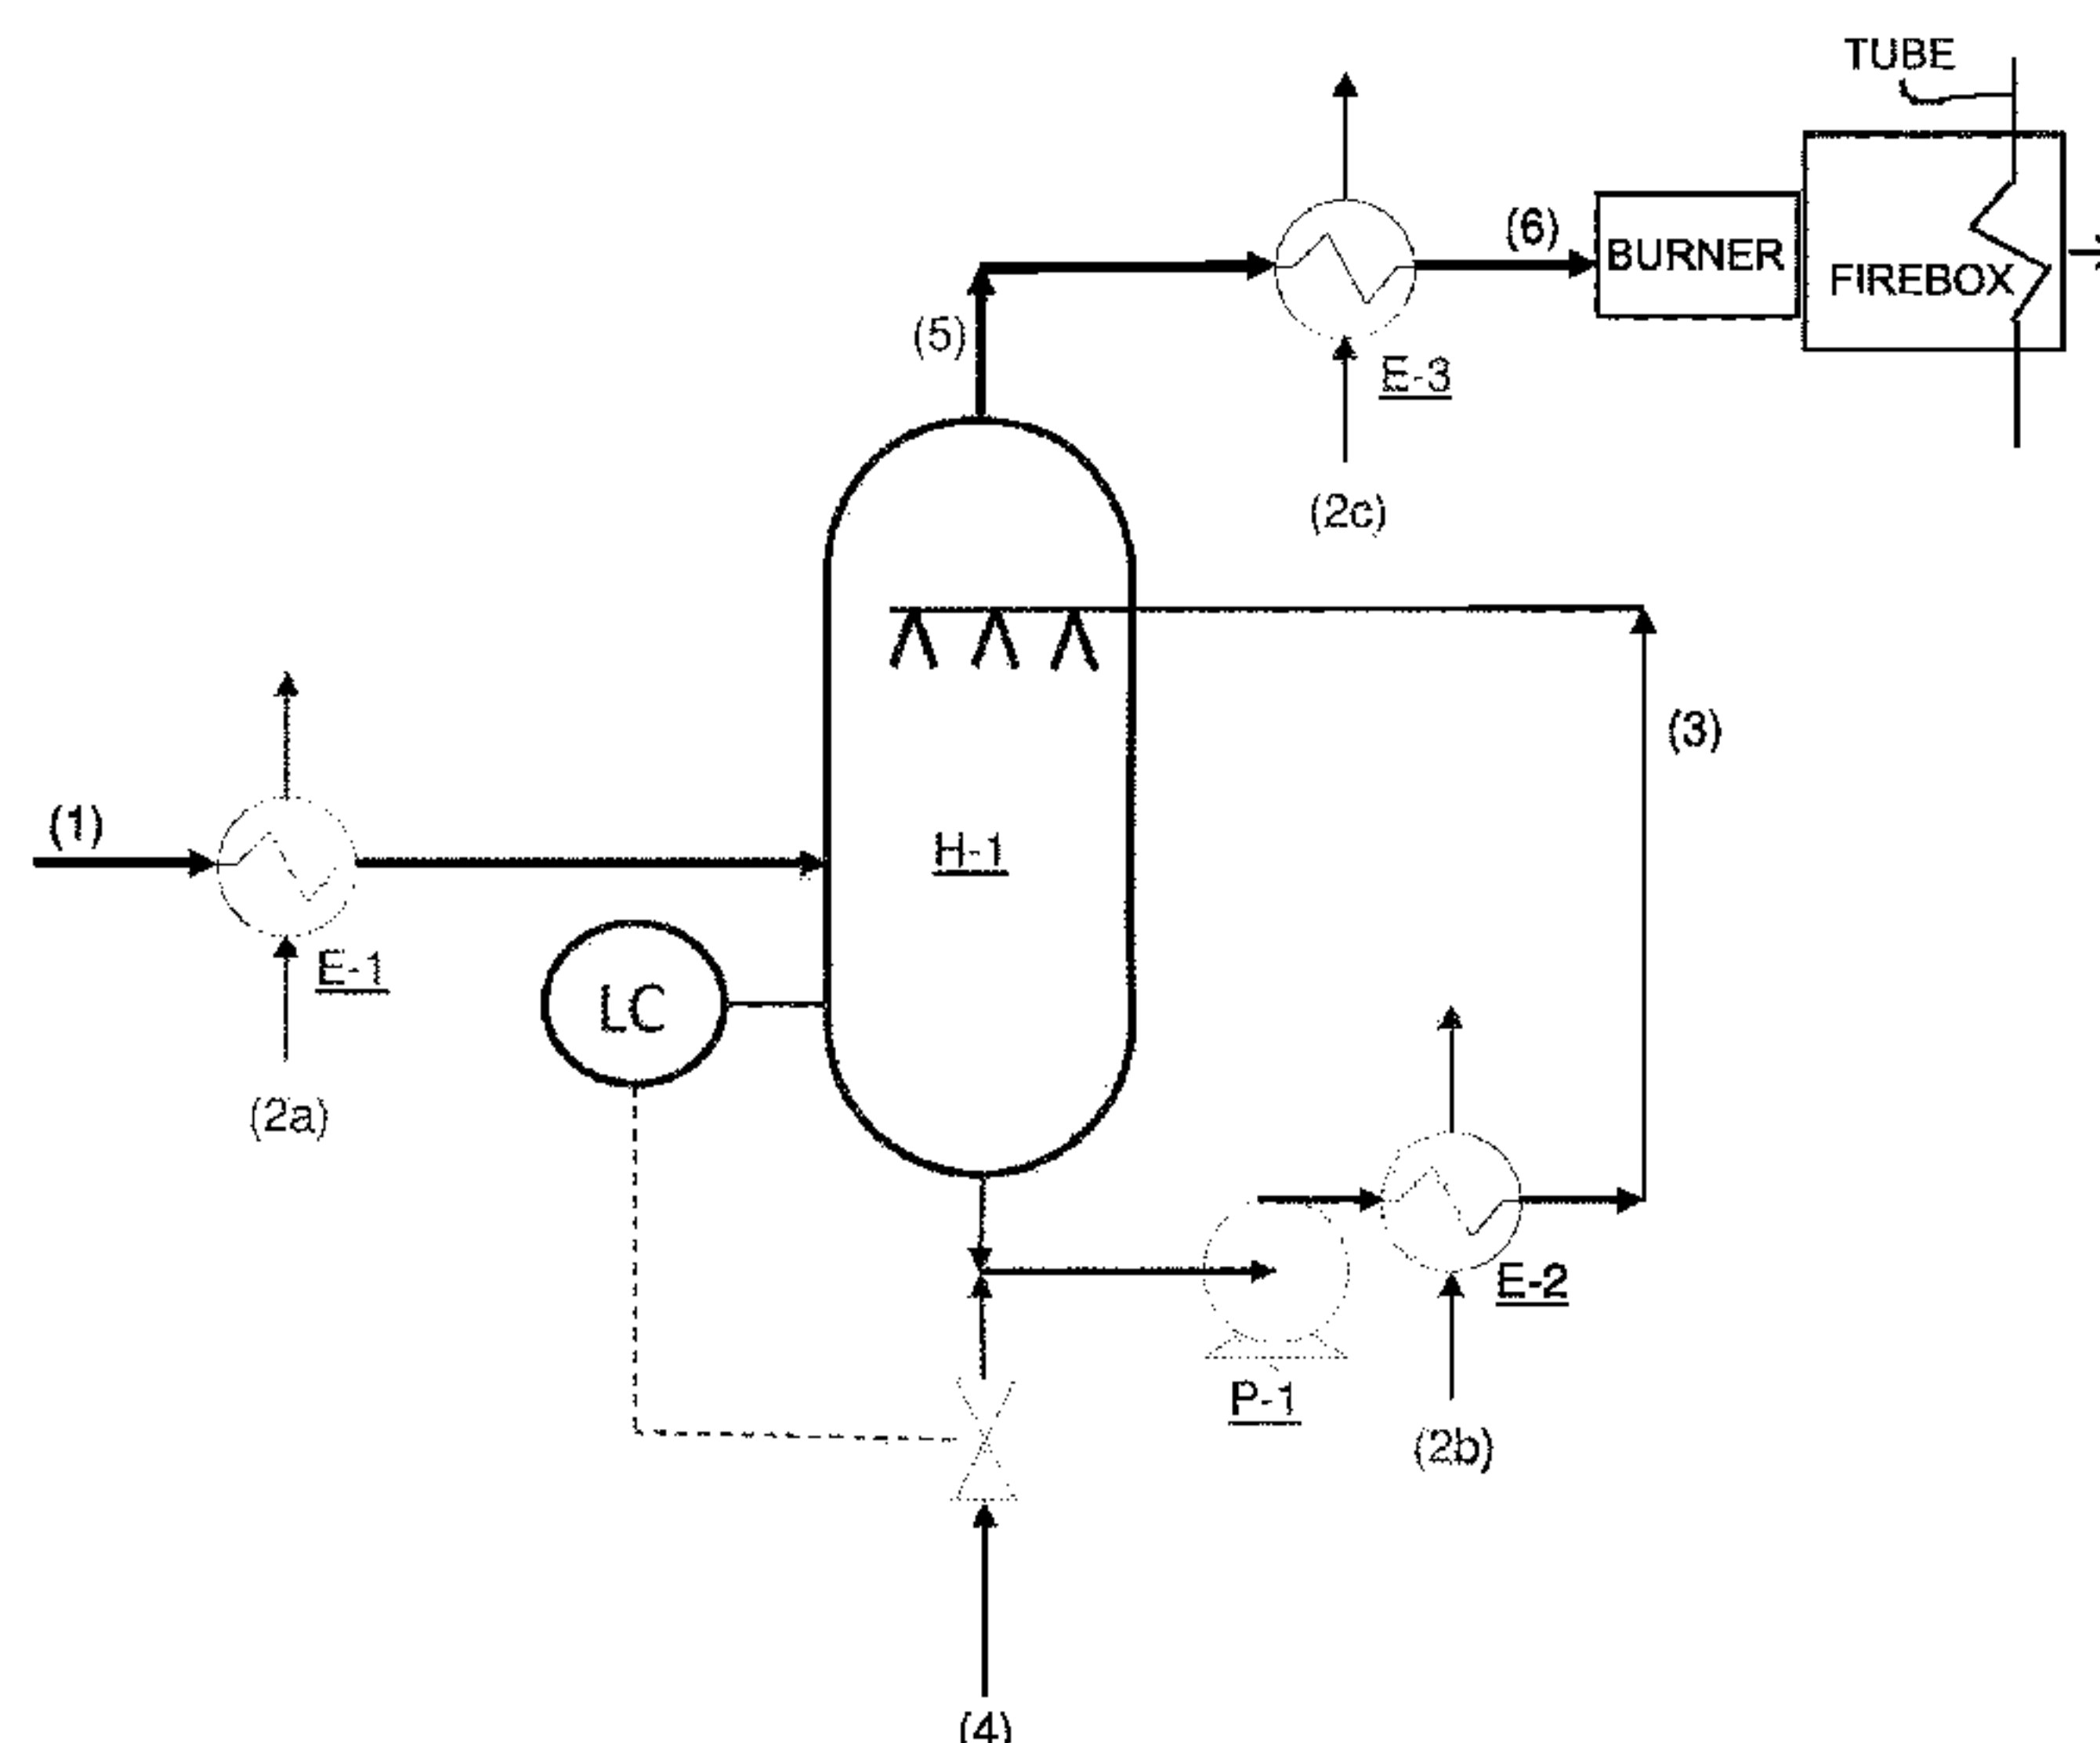 TUBE
(6)
BURNER
FIREBOX
(5)
E-3
(2c)
(3)
(1)
H-1
E-1
LC
(2a)
E-2
P-1
(2b)
(4)